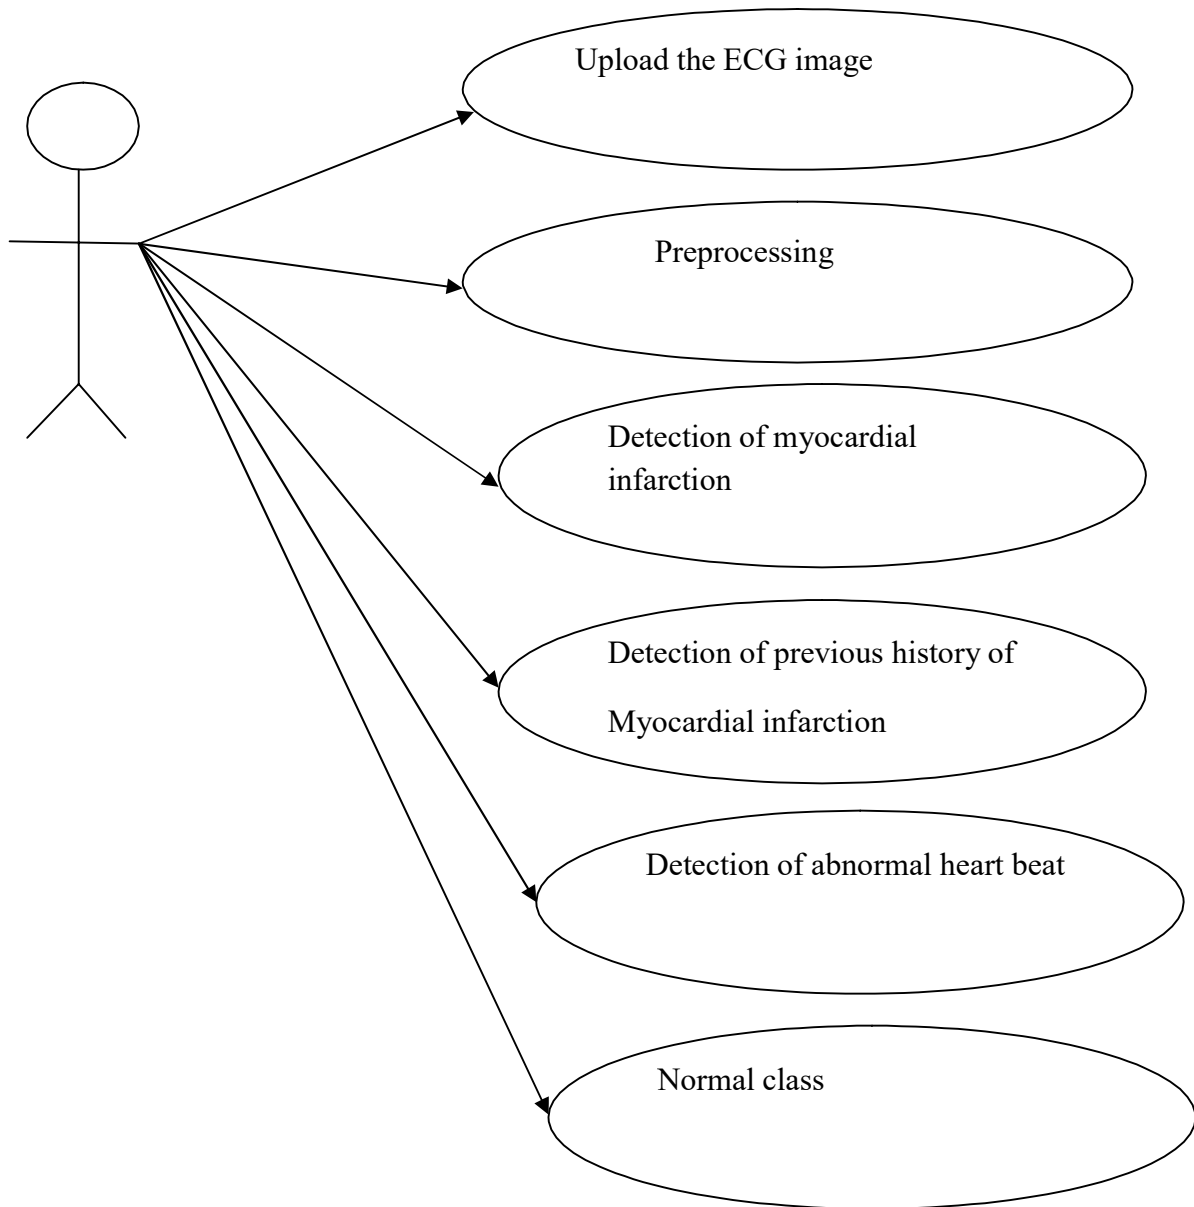 Upload the ECG image
Preprocessing
Detection of myocardial
infarction
Detection of previous history of
Myocardial infarction
Detection of abnormal heart beat
Normal class